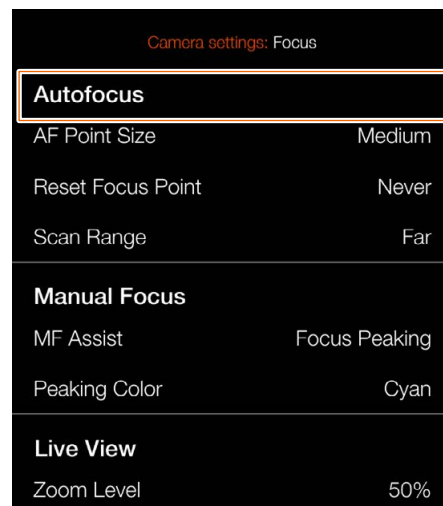 Camera settings: Focus
Autofocus
AF Point Size Medium
Reset Focus Point Never
Scan Range Far
Manual Focus
MF Assist Focus Peaking
Peaking Color Cyan
Live View
Zoom Level 50%